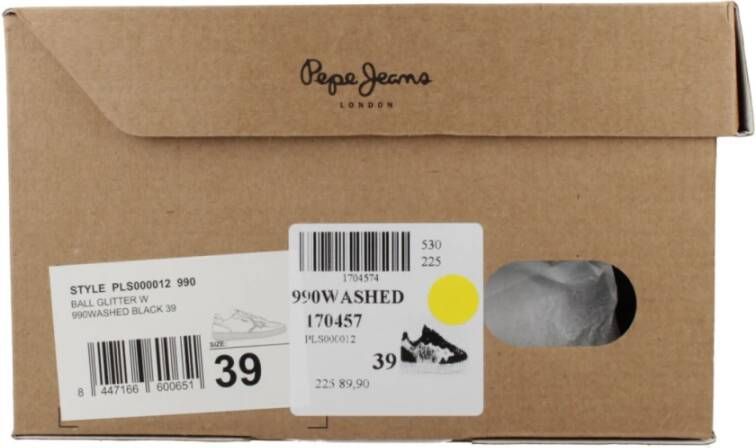 Pepe Jeans
LONDON
STYLE PLS000012 990
BALL GLITTER W
990WASHED BLACK 39
SIZE:
39
8 447166 600651
530
225
1704574
990WASHED
170457
PLS000012
39
225 89,90